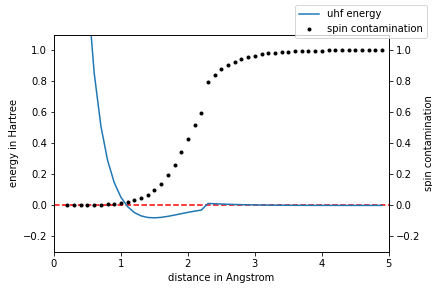 uhf energy
spin contamination
energy in Hartree
1.0
0.8
0.6
0.4
0.2
0.0
−0.2
1.0
0.8
0.6
0.4
0.2
0.0
−0.2
spin contamination
0 1 2 3 4 5
distance in Angstrom